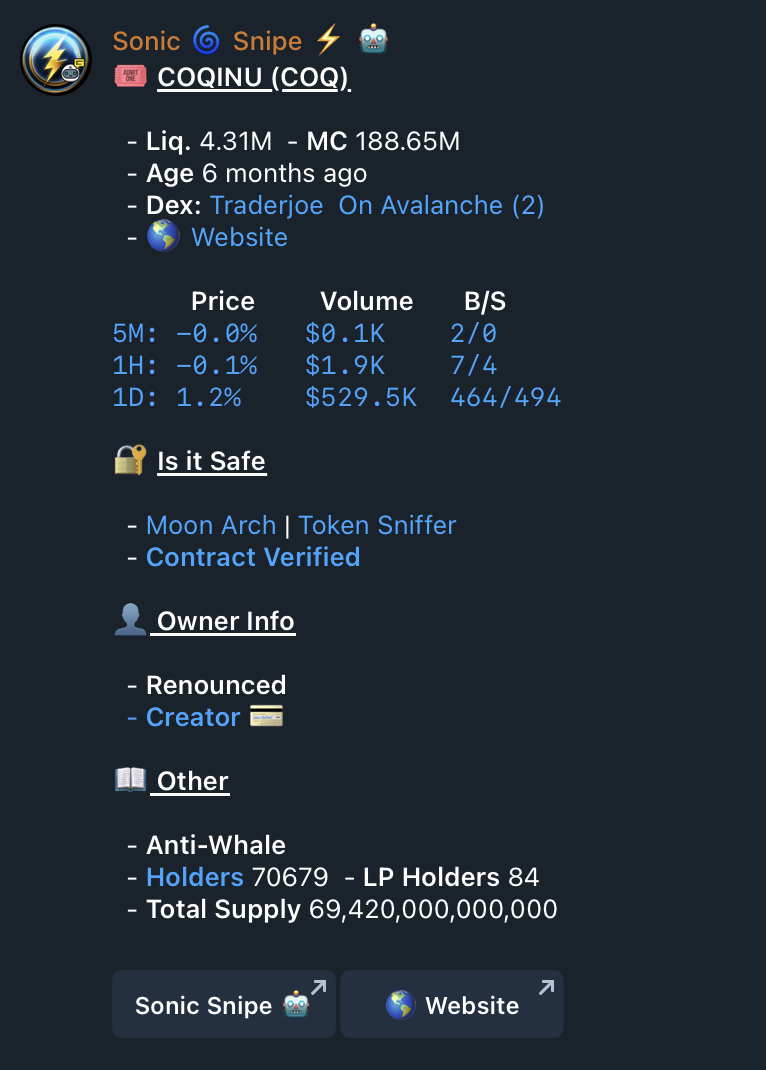 Sonic 🌀 Snipe ⚡ 🤖
🎟 COQINU (COQ)
- Liq. 4.31M - MC 188.65M
- Age 6 months ago
- Dex: Traderjoe On Avalanche (2)
- 🌎 Website
Price Volume B/S
5M: −0.0% $0.1K 2/0
1H: −0.1% $1.9K 7/4
1D: 1.2% $529.5K 464/494
🔐 Is it Safe
- Moon Arch | Token Sniffer
- Contract Verified
👤 Owner Info
- Renounced
- Creator 💳
📖 Other
- Anti-Whale
- Holders 70679 - LP Holders 84
- Total Supply 69,420,000,000,000
Sonic Snipe 🤖 🌎 Website